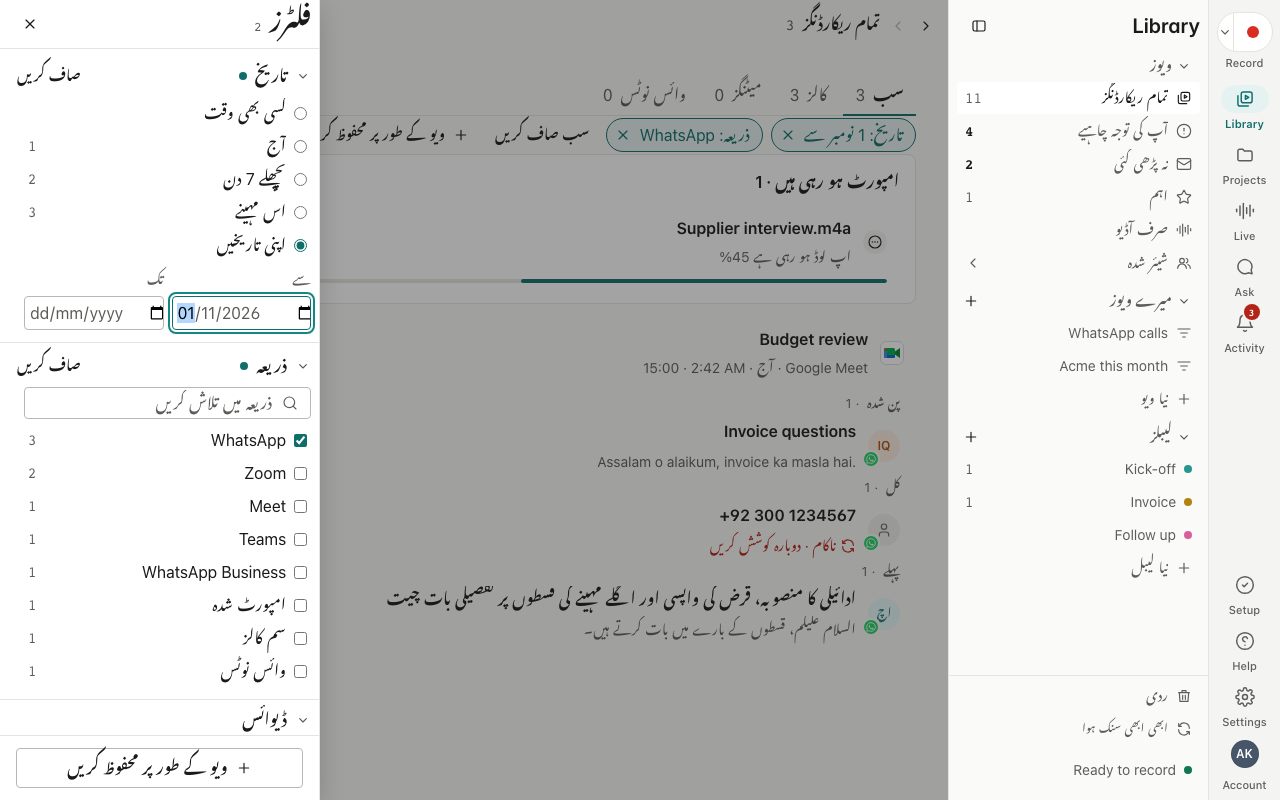 Record
Library
Projects
Live
Ask
3
Activity
Setup
Help
Settings
AK
Account
Library
ویوز
تمام ریکارڈنگز 11
آپ کی توجہ چاہیے 4
نہ پڑھی گئی 2
اہم 1
صرف آڈیو
شیئر شدہ
میرے ویوز
WhatsApp calls
Acme this month
نیا ویو
لیبلز
Kick-off 1
Invoice 1
Follow up
نیا لیبل
ردی
ابھی ابھی سنک ہوا
Ready to record
تمام ریکارڈنگز 3
سب 3 کالز 3 میٹنگز 0 وائس نوٹس 0
تاریخ: 1 نومبر سے ذریعہ: WhatsApp سب صاف کریں ویو کے طور پر محفوظ کر
امپورٹ ہو رہی ہیں · 1
Supplier interview.m4a
اپ لوڈ ہو رہی ہے 45%
Budget review
Google Meet · آج · 2:42 AM · 15:00
پن شدہ · 1
IQ
Invoice questions
Assalam o alaikum, invoice ka masla hai.
کل · 1
+92 300 1234567
ناکام · دوبارہ کوشش کریں
پہلے · 1
اچ
ادائیگی کا منصوبہ، قرض کی واپسی اور اگلے مہینے کی قسطوں پر تفصیلی بات چیت
السلام علیکم، قسطوں کے بارے میں بات کرتے ہیں۔
فلٹرز 2
تاریخ صاف کریں
کسی بھی وقت
آج 1
پچھلے 7 دن 2
اس مہینے 3
اپنی تاریخیں
سے تک
01/11/2026 dd/mm/yyyy
ذریعہ صاف کریں
ذریعہ میں تلاش کریں
WhatsApp 3
Zoom 2
Meet 1
Teams 1
WhatsApp Business 1
امپورٹ شدہ 1
سم کالز 1
وائس نوٹس 1
ڈیوائس
ویو کے طور پر محفوظ کریں